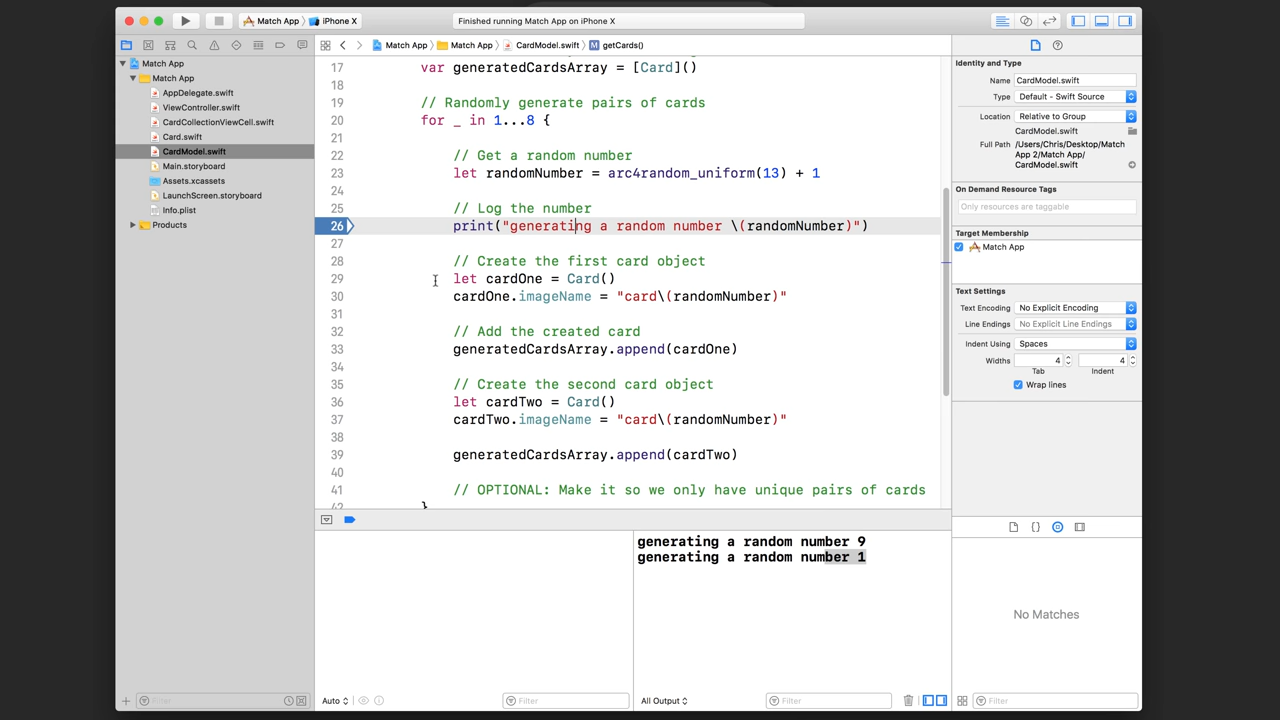 Match App
iPhone X
Finished running Match App on iPhone X
Match App
Match App
CardModel.swift
M
getCards()
Match App
Match App
AppDelegate.swift
ViewController.swift
CardCollectionViewCell.swift
Card.swift
CardModel.swift
Main.storyboard
Assets.xcassets
LaunchScreen.storyboard
Info.plist
Products
Filter
17 var generatedCardsArray = [Card]()
18
19 // Randomly generate pairs of cards
20 for _ in 1...8 {
21
22 // Get a random number
23 let randomNumber = arc4random_uniform(13) + 1
24
25 // Log the number
26 print("generating a random number \(randomNumber)")
27
28 // Create the first card object
29 let cardOne = Card()
30 cardOne.imageName = "card\(randomNumber)"
31
32 // Add the created card
33 generatedCardsArray.append(cardOne)
34
35 // Create the second card object
36 let cardTwo = Card()
37 cardTwo.imageName = "card\(randomNumber)"
38
39 generatedCardsArray.append(cardTwo)
40
41 // OPTIONAL: Make it so we only have unique pairs of cards
42 }
generating a random number 9
generating a random number 1
Auto
Filter
All Output
Filter
Identity and Type
Name CardModel.swift
Type Default - Swift Source
Location Relative to Group
CardModel.swift
Full Path /Users/Chris/Desktop/Match
App 2/Match App/
CardModel.swift
On Demand Resource Tags
Only resources are taggable
Target Membership
Match App
Text Settings
Text Encoding No Explicit Encoding
Line Endings No Explicit Line Endings
Indent Using Spaces
Widths 4 4
Tab Indent
Wrap lines
{}
No Matches
Filter